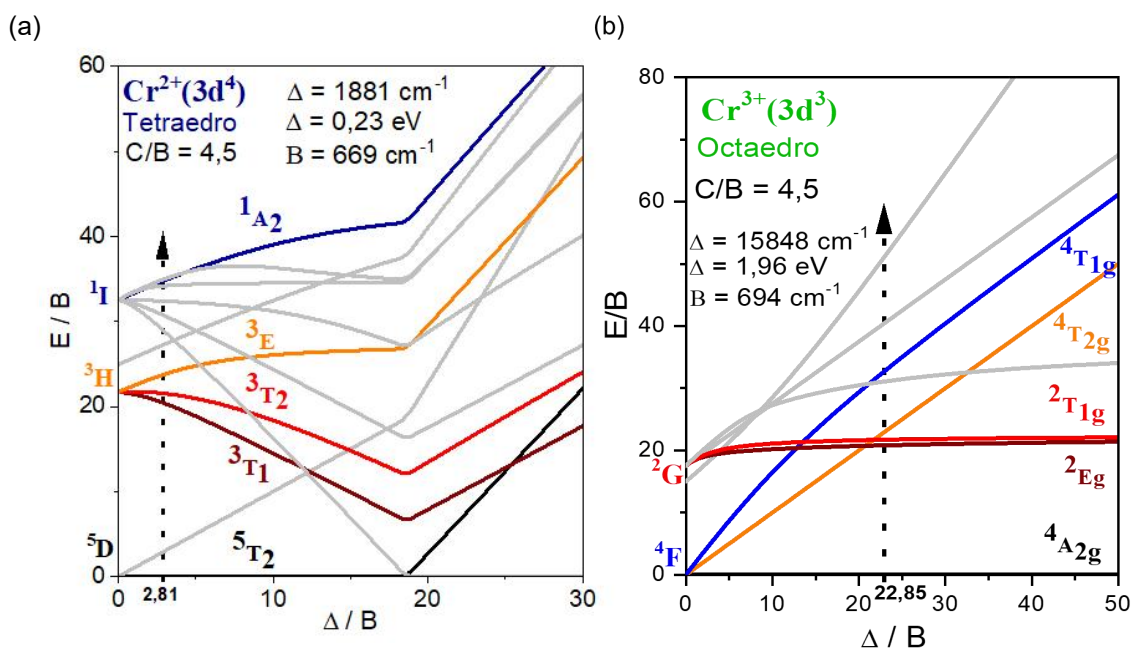 (a)
60
Cr²⁺(3d⁴)
Tetraedro
C/B = 4,5
Δ = 1881 cm⁻¹
Δ = 0,23 eV
B = 669 cm⁻¹
¹A₂
40
¹I
E / B
³E
³H
20
³T₂
³T₁
⁵D
⁵T₂
0
0
2,81
10
20
30
Δ / B
(b)
80
Cr³⁺(3d³)
Octaedro
C/B = 4,5
Δ = 15848 cm⁻¹
Δ = 1,96 eV
B = 694 cm⁻¹
60
⁴T₁g
E/B
40
⁴T₂g
²T₁g
20
²G
²Eg
⁴F
⁴A₂g
0
0
10
20
22,85
30
40
50
Δ / B